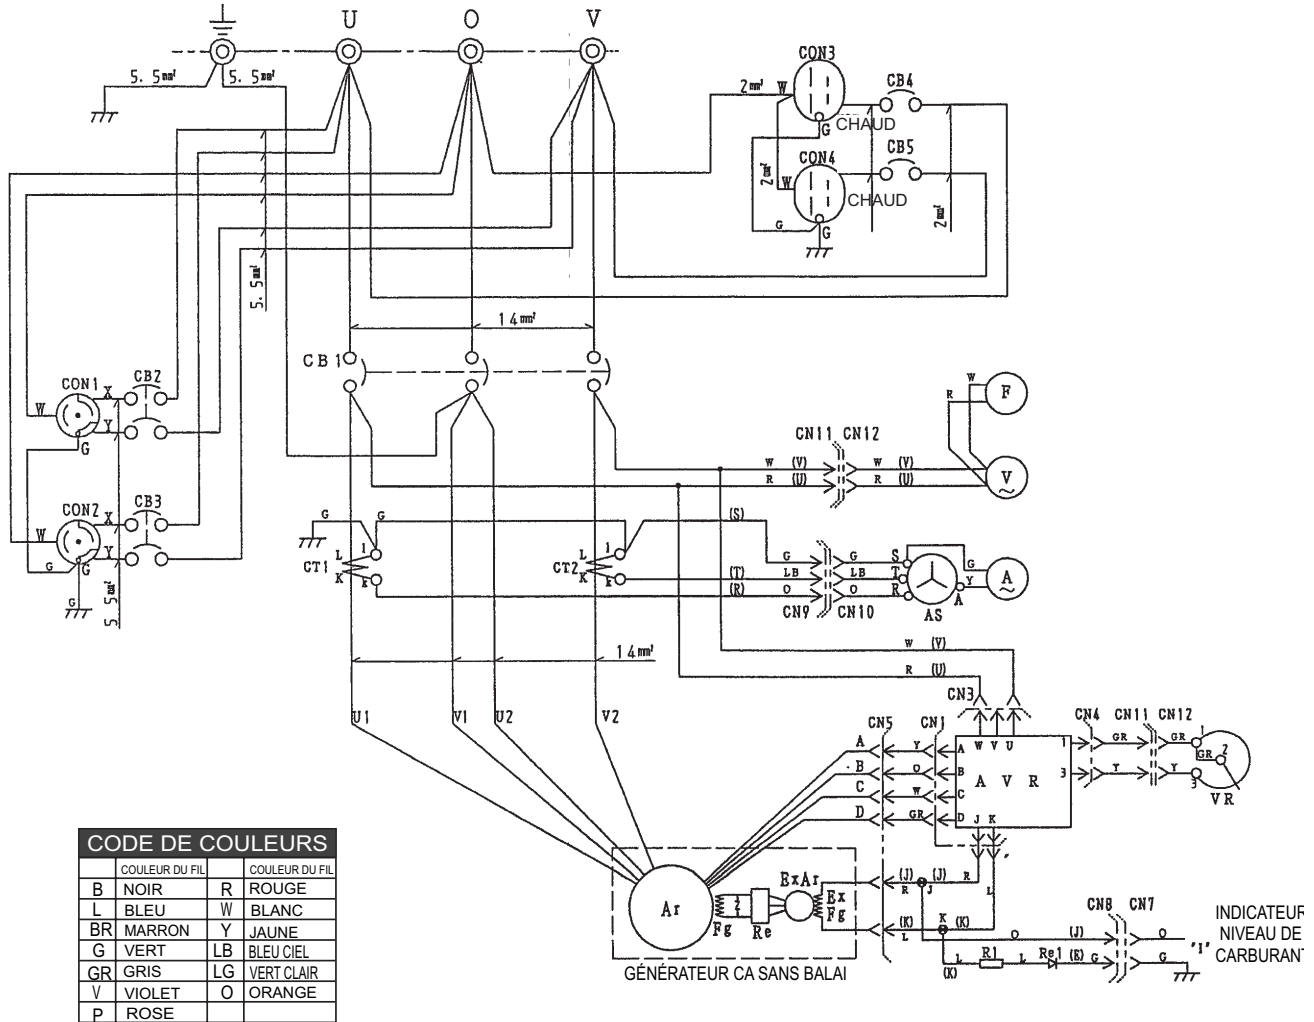 U O V
5. 5㎟ 5. 5㎟
CON3
CB4
2㎟ W
G CHAUD
CB5
CON4
2㎟
W
CHAUD
2㎟
G G
5. 5㎟
14㎟
CB1
CON1 X CB2
W
Y
G
CON2 X CB3
W
Y
G G
G
5. 5㎟
W
R F
CN11 CN12
W (V) W (V)
R (U) R (U)
V
~
G G (S)
L 1 L 1
CT1 CT2
K k K k
G G S G
(T) LB LB T Y A
(R) O O R A ~
CN9 CN10 AS
14㎟
W (V)
R (U)
CN3
U1 V1 U2 V2
CN5 CN1 CN4 CN11 CN12
A Y A W V U 1 GR GR 1
B O B A V R GR 2
C W C 3 Y Y 3
D GR D J K VR
ExAr
Ex
Ar 1 2
Fg Re Fg
(J) (J) R
R J
L
(K) K (K)
L
CN8 CN7
O (J) O
"I"
L R1 L Re1 (E) G G
(K)
INDICATEUR
NIVEAU DE
CARBURANT
GÉNÉRATEUR CA SANS BALAI
CODE DE COULEURS
COULEUR DU FIL COULEUR DU FIL
B NOIR R ROUGE
L BLEU W BLANC
BR MARRON Y JAUNE
G VERT LB BLEU CIEL
GR GRIS LG VERT CLAIR
V VIOLET O ORANGE
P ROSE